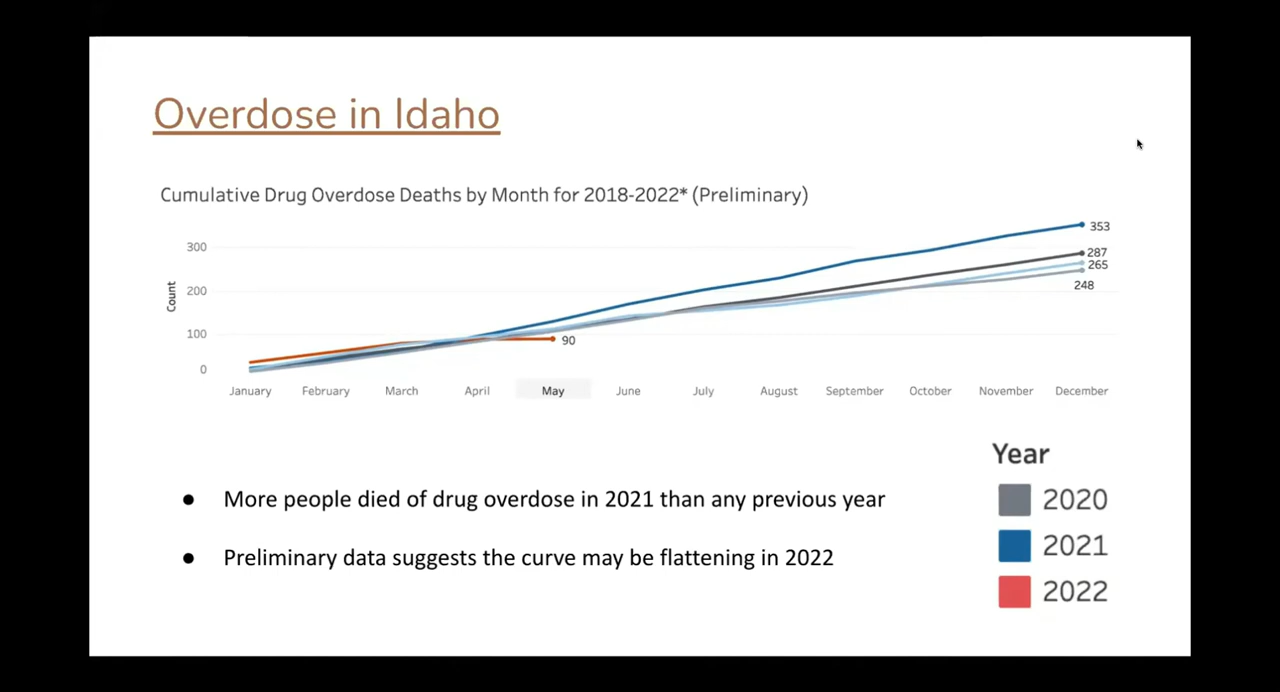 Overdose in Idaho
Cumulative Drug Overdose Deaths by Month for 2018-2022* (Preliminary)
Count
300
200
100
0
353
287
265
248
90
January February March April May June July August September October November December
● More people died of drug overdose in 2021 than any previous year
● Preliminary data suggests the curve may be flattening in 2022
Year
2020
2021
2022